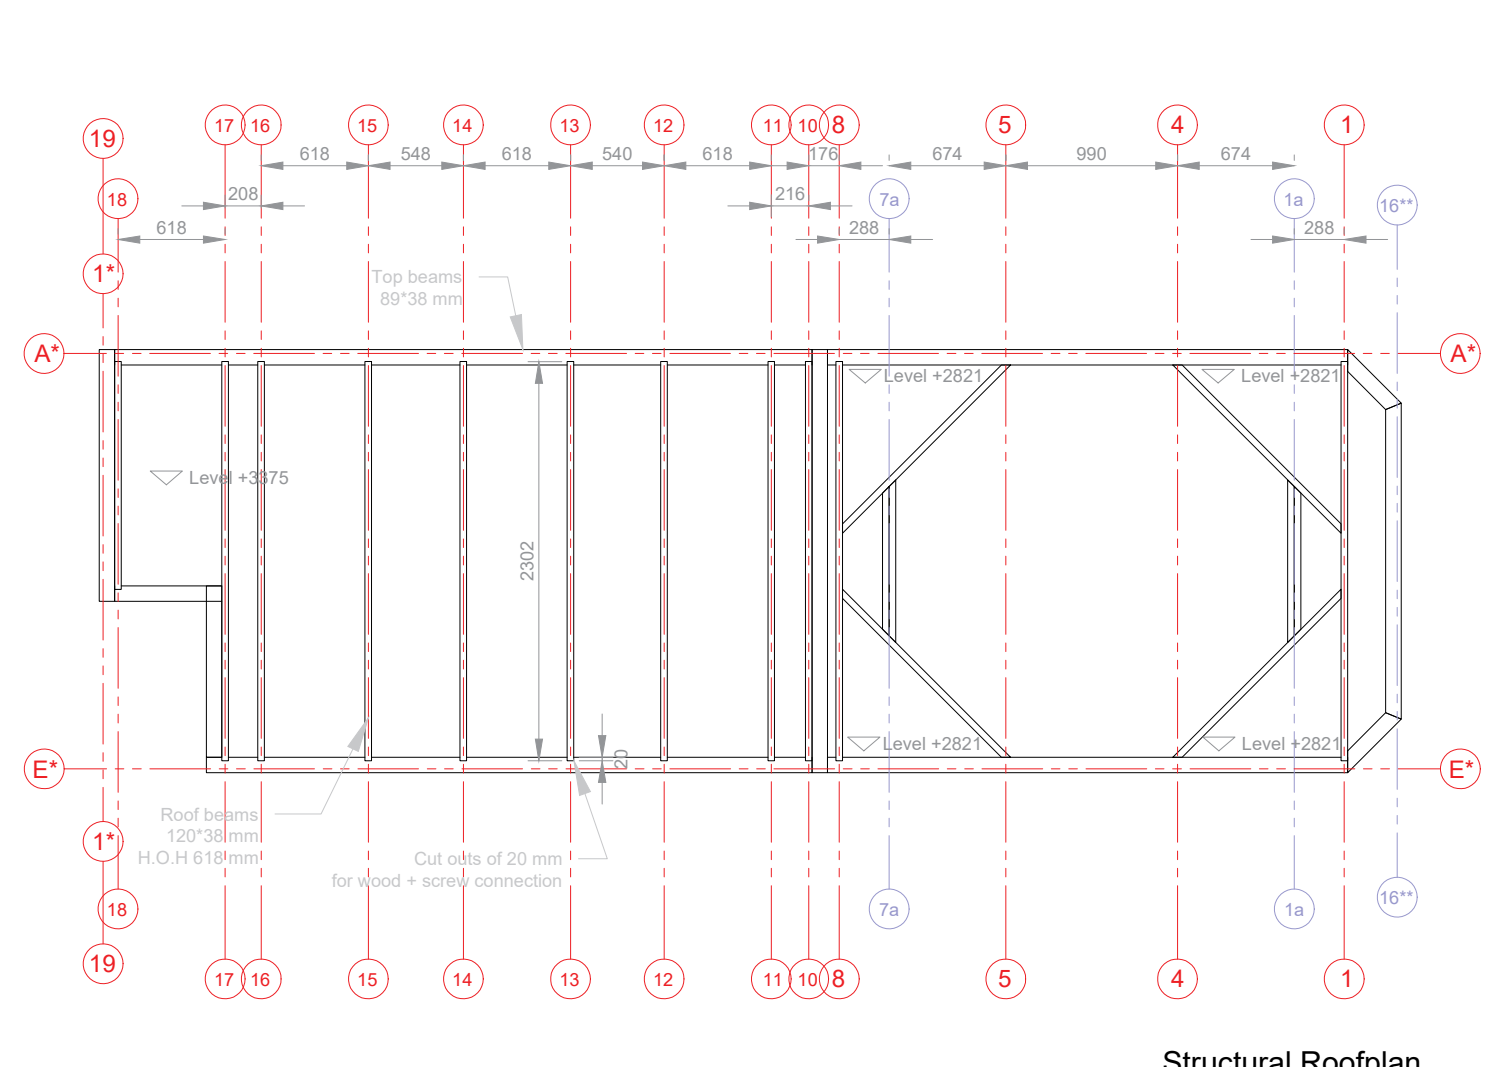 19
17
16
15
14
13
12
11
10
8
5
4
1
618
548
618
540
618
176
674
990
674
18
208
216
7a
1a
16**
618
288
288
1*
Top beams
89*38 mm
A*
A*
Level +2821
Level +2821
Level +3375
2302
Level +2821
Level +2821
20
E*
E*
Roof beams
120*38 mm
H.O.H 618 mm
1*
Cut outs of 20 mm
for wood + screw connection
18
7a
1a
16**
19
17
16
15
14
13
12
11
10
8
5
4
1
Structural Roofplan